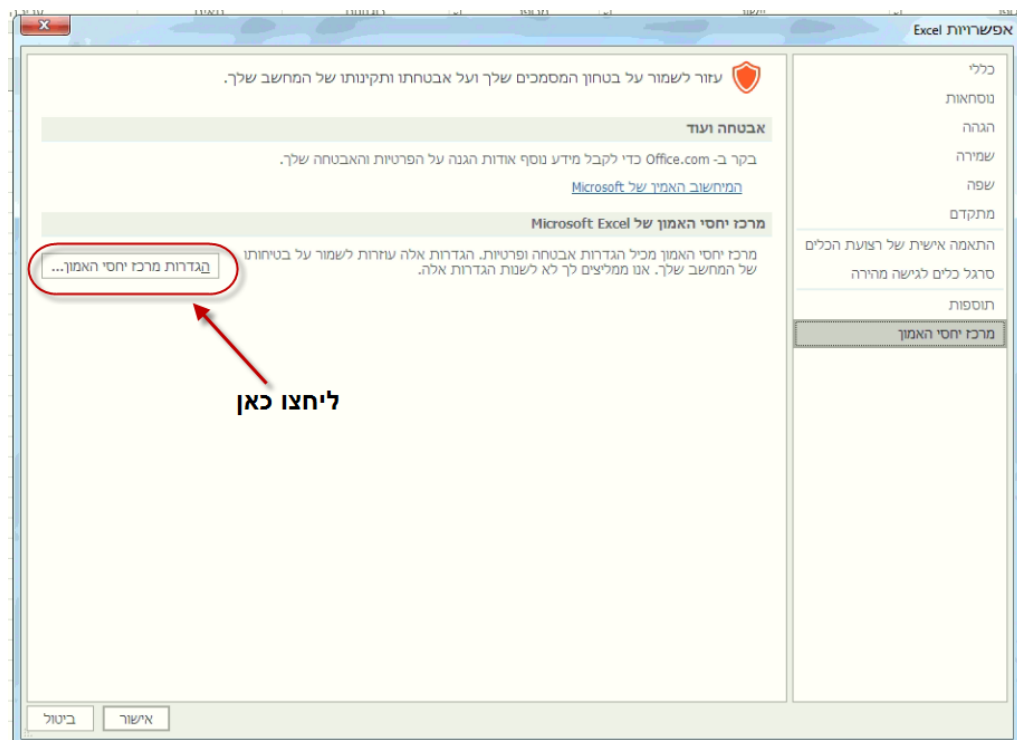 אפשרויות Excel
כללי
נוסחאות
הגהה
שמירה
שפה
מתקדם
התאמה אישית של רצועת הכלים
סרגל כלים לגישה מהירה
תוספות
מרכז יחסי האמון
עזור לשמור על בטחון המסמכים שלך ועל אבטחתו ותקינותו של המחשב שלך.
אבטחה ועוד
בקר ב- Office.com כדי לקבל מידע נוסף אודות הגנה על הפרטיות והאבטחה שלך.
המיחשוב האמין של Microsoft
מרכז יחסי האמון של Microsoft Excel
מרכז יחסי האמון מכיל הגדרות אבטחה ופרטיות. הגדרות אלה עוזרות לשמור על בטיחותו
של המחשב שלך. אנו ממליצים לך לא לשנות הגדרות אלה.
הגדרות מרכז יחסי האמון...
ליחצו כאן
אישור
ביטול